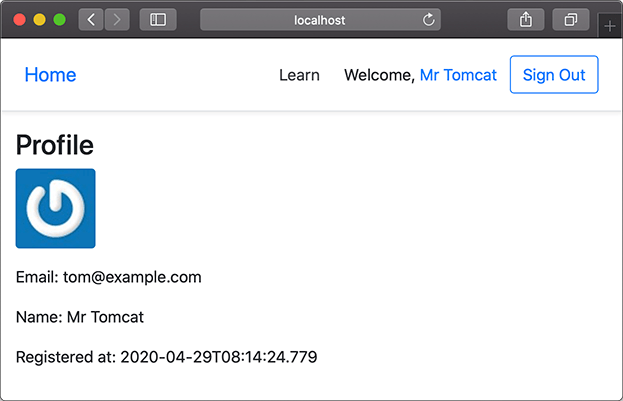 localhost
Home Learn Welcome, Mr Tomcat Sign Out
Profile
Email: tom@example.com
Name: Mr Tomcat
Registered at: 2020-04-29T08:14:24.779